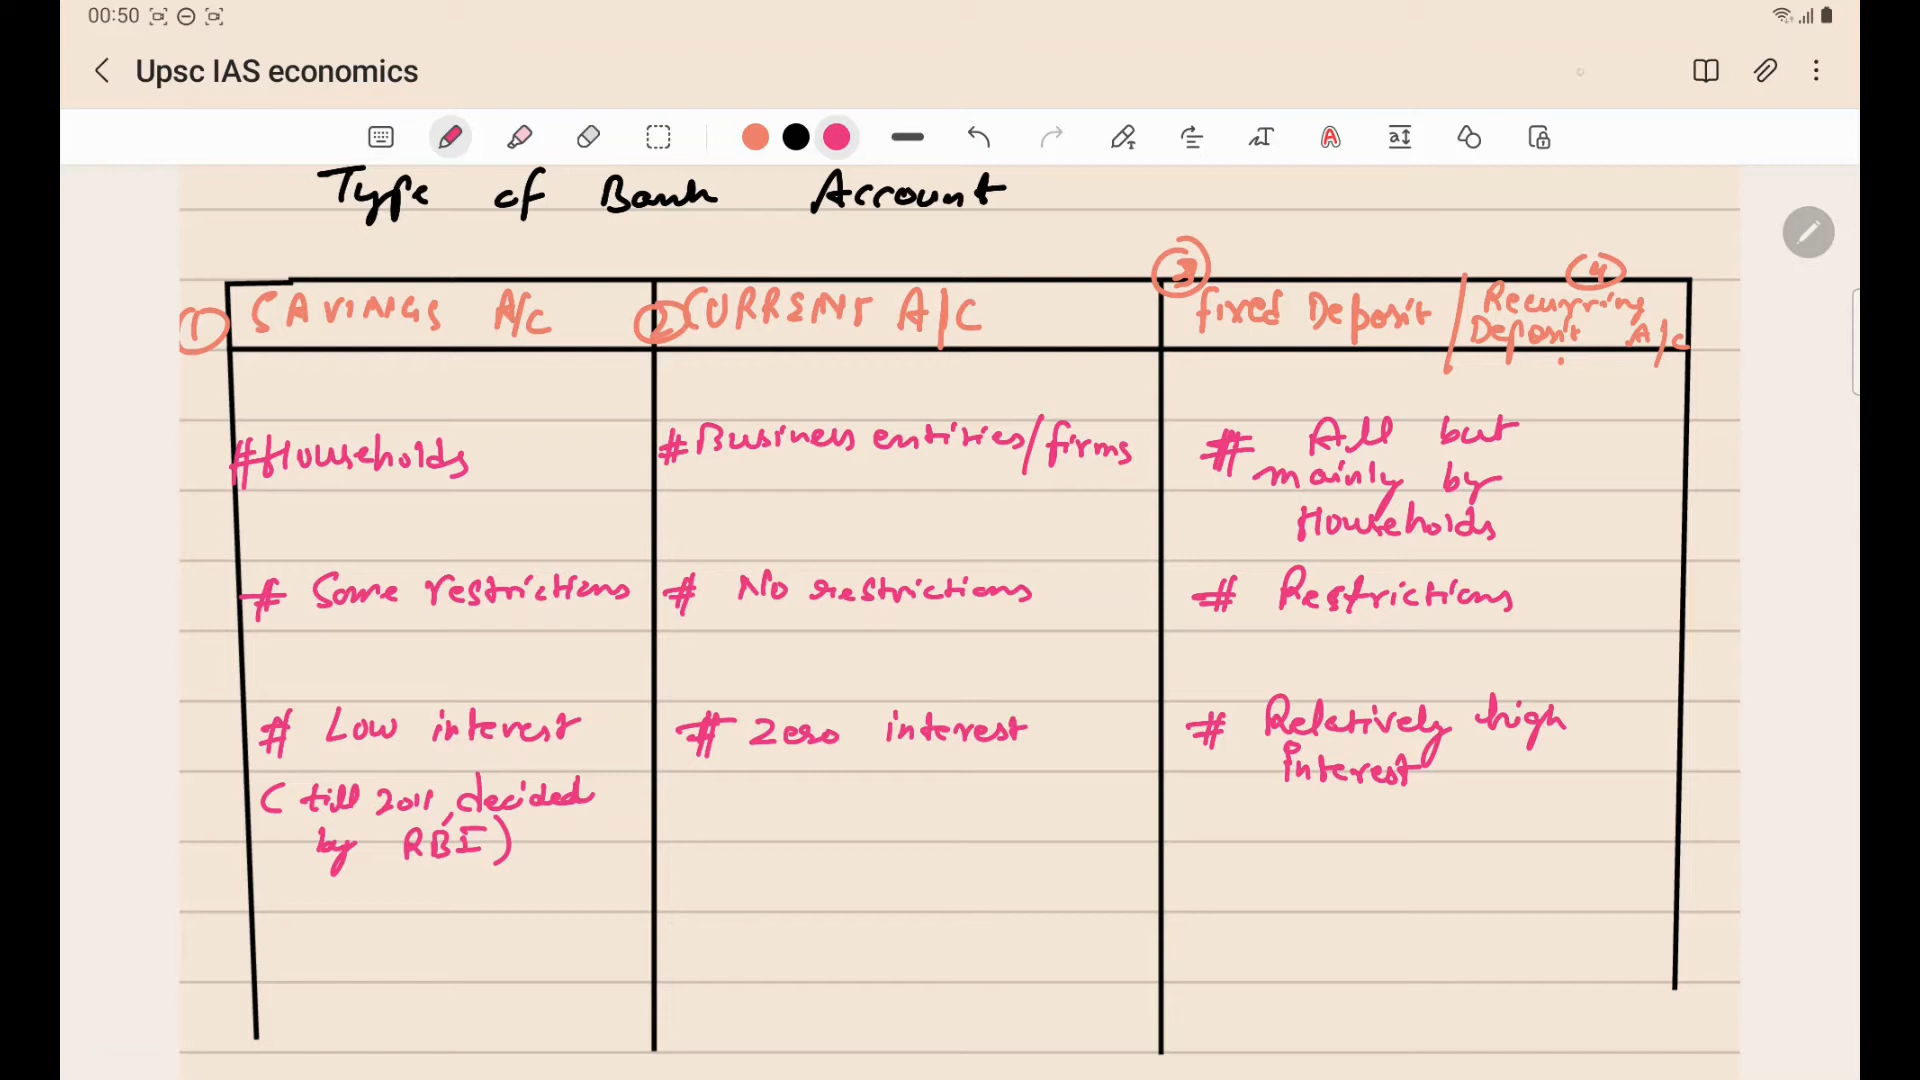 00:50
Upsc IAS economics
Type of Bank Account
① SAVINGS A/C
② CURRENT A/C
③ Fixed Deposit / ④ Recurring
Deposit A/C
# Households
# Business entities/firms
# All but
mainly by
Households
# Some restrictions
# No restrictions
# Restrictions
# Low interest
(till 2011, decided
by RBI)
# Zero interest
# Relatively high
interest